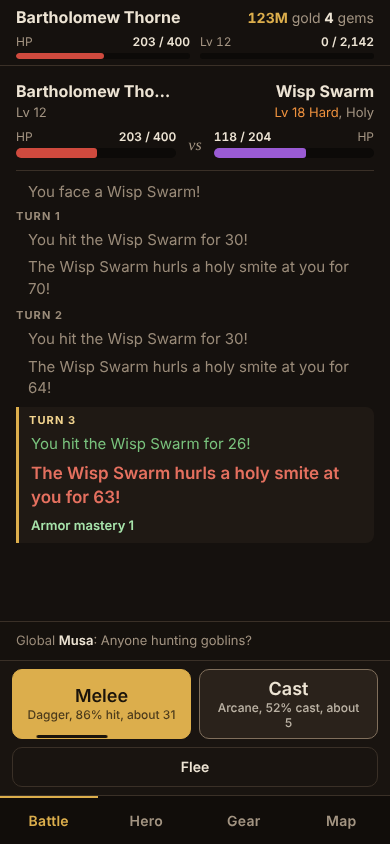 Bartholomew Thorne 123M gold 4 gems
HP 203 / 400 Lv 12 0 / 2,142
Bartholomew Tho... Wisp Swarm
Lv 12 Lv 18 Hard, Holy
HP 203 / 400 vs 118 / 204 HP
You face a Wisp Swarm!
TURN 1
You hit the Wisp Swarm for 30!
The Wisp Swarm hurls a holy smite at you for
70!
TURN 2
You hit the Wisp Swarm for 30!
The Wisp Swarm hurls a holy smite at you for
64!
TURN 3
You hit the Wisp Swarm for 26!
The Wisp Swarm hurls a holy smite at
you for 63!
Armor mastery 1
Global Musa: Anyone hunting goblins?
Melee
Dagger, 86% hit, about 31
Cast
Arcane, 52% cast, about
5
Flee
Battle Hero Gear Map